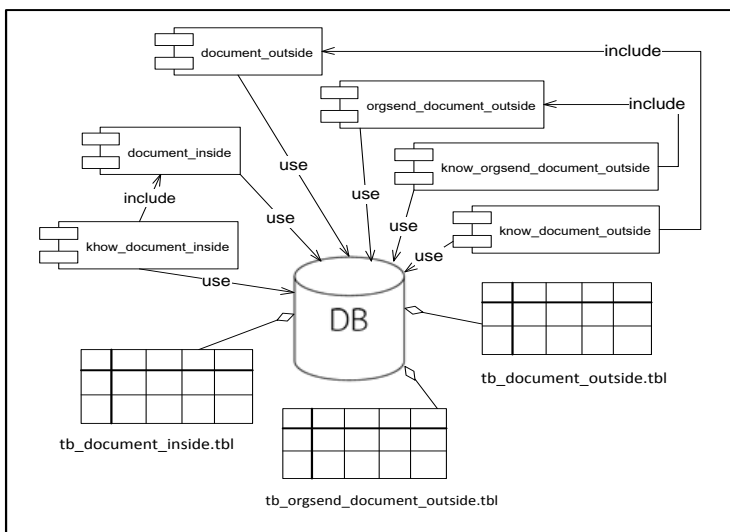 document_outside
include
orgsend_document_outside
include
document_inside
use
know_orgsend_document_outside
include
use
use
use
khow_document_inside
know_document_outside
use
use
DB
tb_document_outside.tbl
tb_document_inside.tbl
tb_orgsend_document_outside.tbl